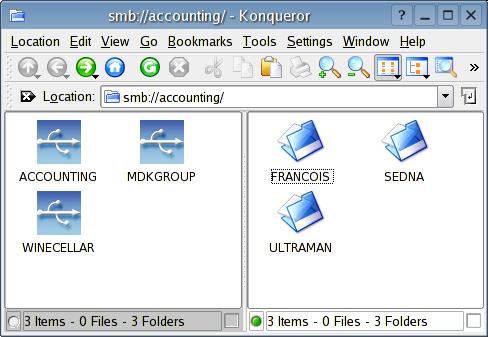 smb://accounting/ - Konqueror
Location Edit View Go Bookmarks Tools Settings Window Help
Location: smb://accounting/
ACCOUNTING MDKGROUP
WINECELLAR
FRANCOIS SEDNA
ULTRAMAN
3 Items - 0 Files - 3 Folders
3 Items - 0 Files - 3 Folders